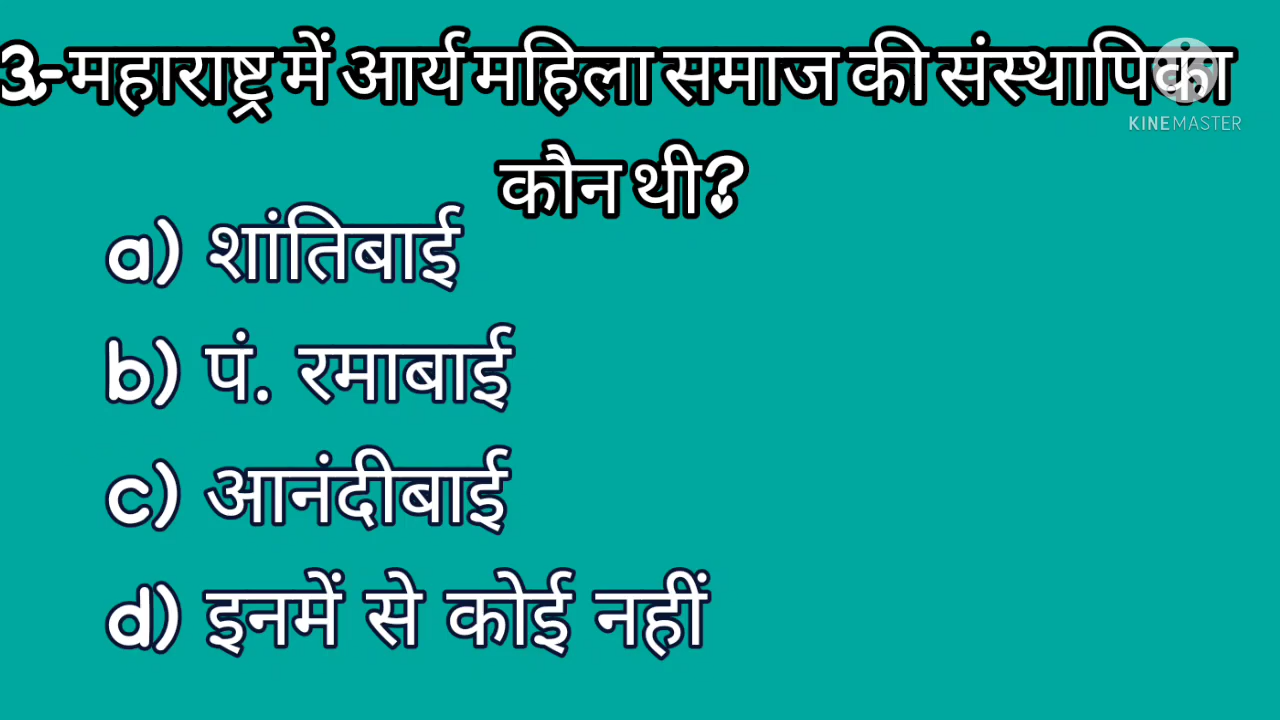 3.-महाराष्ट्र में आर्य महिला समाज की संस्थापिका
KINEMASTER
कौन थी?
a) शांतिबाई
b) पं. रमाबाई
c) आनंदीबाई
d) इनमें से कोई नहीं